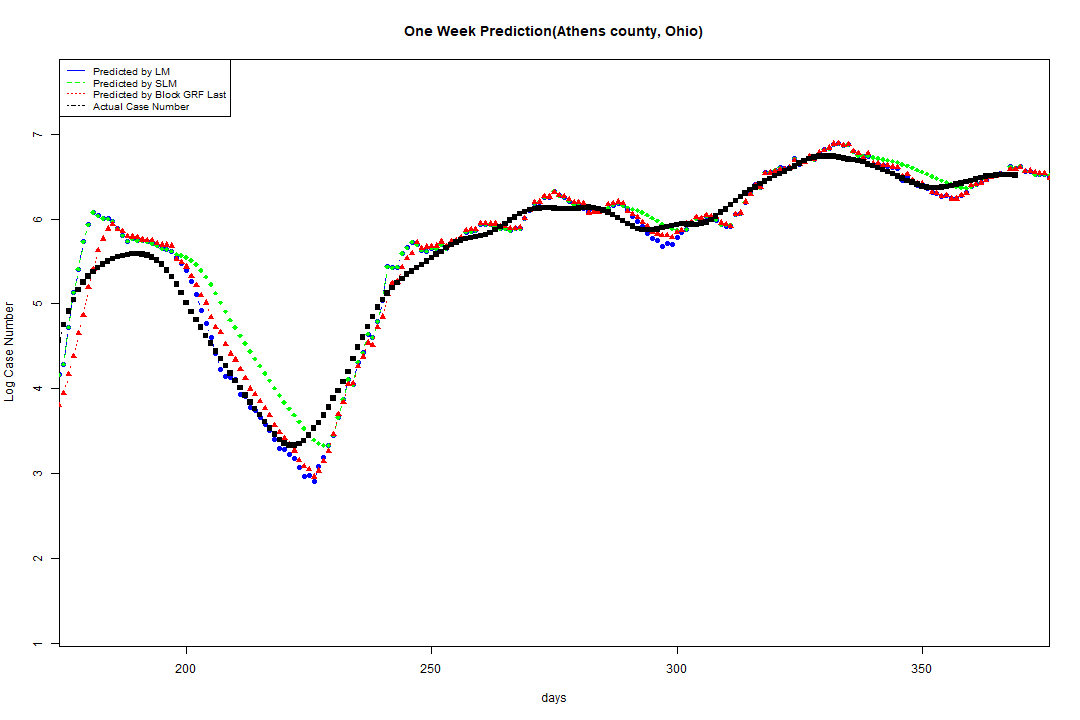 One Week Prediction(Athens county, Ohio)
Predicted by LM
Predicted by SLM
Predicted by Block GRF Last
Actual Case Number
7
6
5
4
3
2
1
Log Case Number
200 250 300 350
days